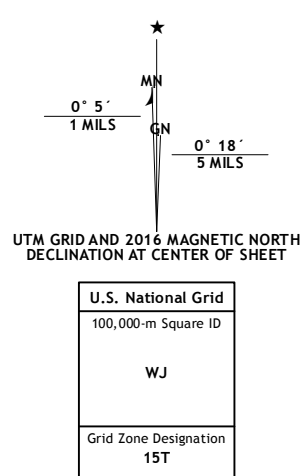 ★
MN
0° 5´
1 MILS
GN
0° 18´
5 MILS
UTM GRID AND 2016 MAGNETIC NORTH
DECLINATION AT CENTER OF SHEET
U.S. National Grid
100,000-m Square ID
WJ
Grid Zone Designation
15T